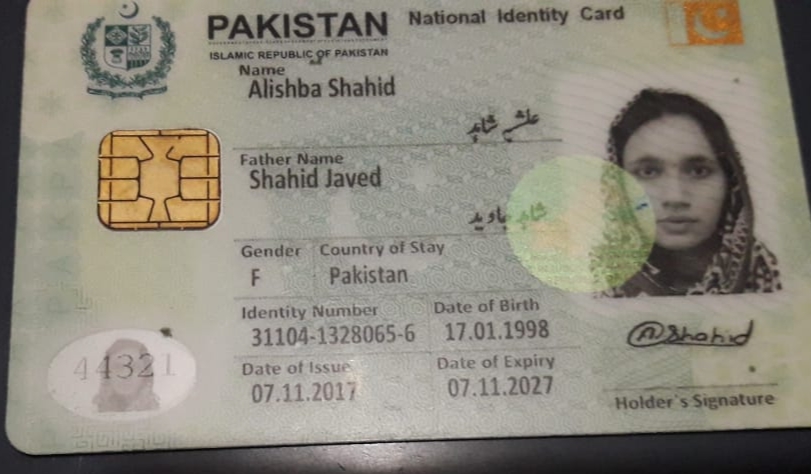 PAKISTAN National Identity Card
ISLAMIC REPUBLIC OF PAKISTAN
Name
Alishba Shahid
علشبہ شاہد
Father Name
Shahid Javed
شاہد جاوید
Gender Country of Stay
F Pakistan
Identity Number Date of Birth
31104-1328065-6 17.01.1998
Date of Issue Date of Expiry
07.11.2017 07.11.2027
44321
@Shahid
Holder's Signature